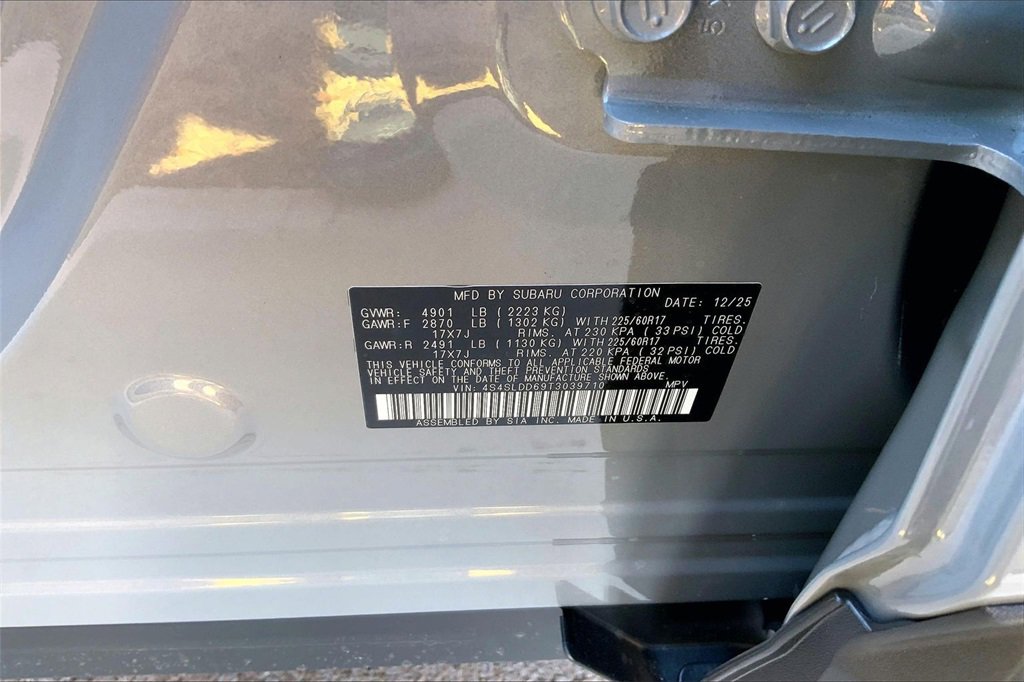 MFD BY SUBARU CORPORATION DATE: 12/25
GVWR: 4901 LB (2223 KG)
GAWR:F 2870 LB (1302 KG) WITH 225/60R17 TIRES.
17X7J RIMS. AT 230 KPA (33 PSI) COLD
GAWR:R 2491 LB (1130 KG) WITH 225/60R17 TIRES.
17X7J RIMS. AT 220 KPA (32 PSI) COLD
THIS VEHICLE CONFORMS TO ALL APPLICABLE FEDERAL MOTOR
VEHICLE SAFETY AND THEFT PREVENTION STANDARDS
IN EFFECT ON THE DATE OF MANUFACTURE SHOWN ABOVE.
VIN: 4S4SLDD69T3039710 MPV
ASSEMBLED BY SIA INC. MADE IN U.S.A.